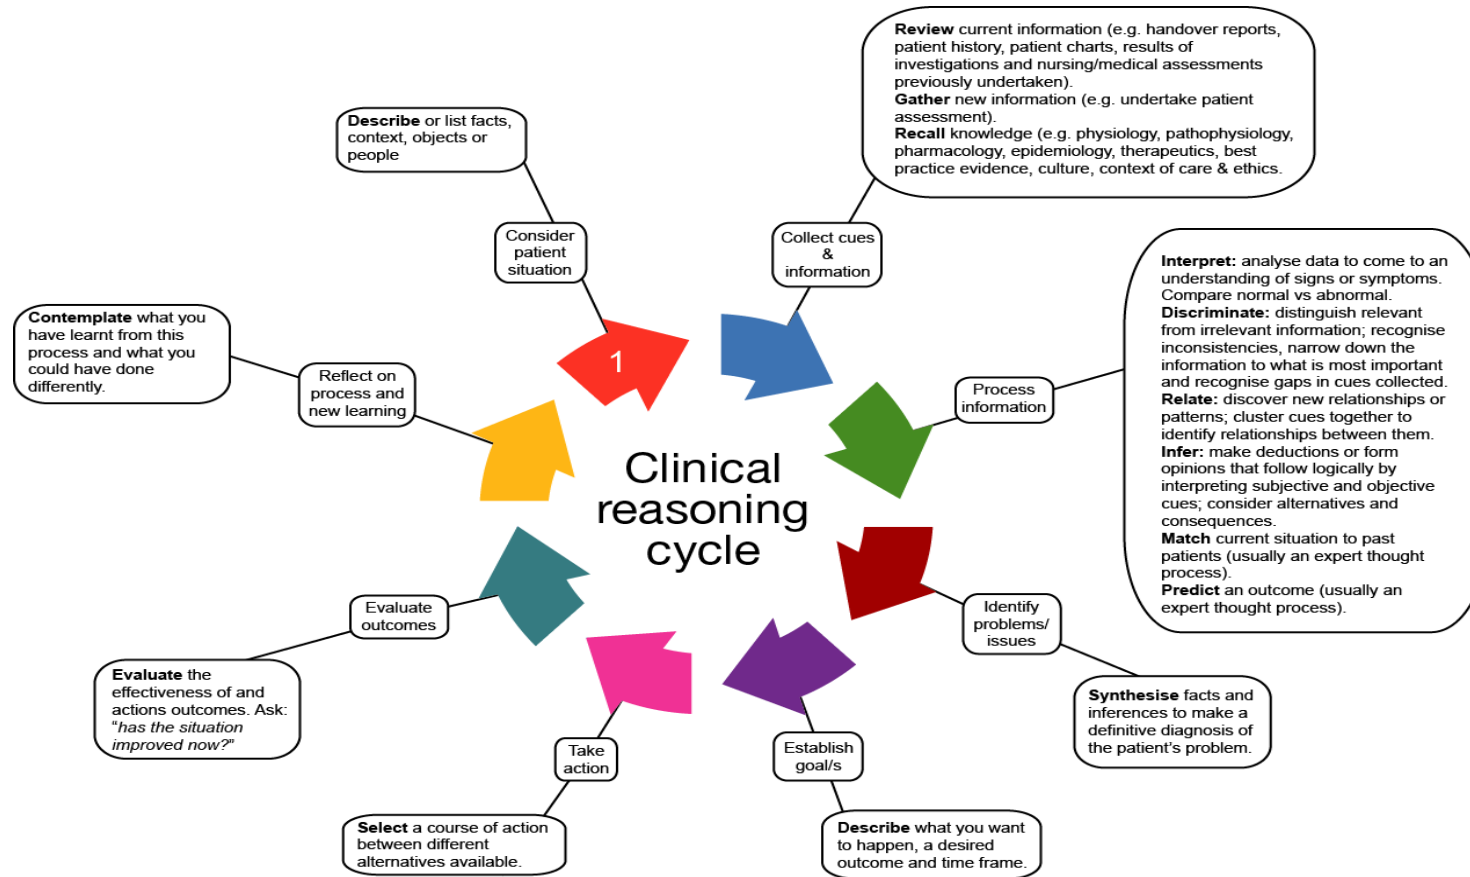 Clinical
reasoning
cycle
1
Consider
patient
situation
Describe or list facts,
context, objects or
people
Collect cues
&
information
Review current information (e.g. handover reports,
patient history, patient charts, results of
investigations and nursing/medical assessments
previously undertaken).
Gather new information (e.g. undertake patient
assessment).
Recall knowledge (e.g. physiology, pathophysiology,
pharmacology, epidemiology, therapeutics, best
practice evidence, culture, context of care & ethics.
Process
information
Interpret: analyse data to come to an
understanding of signs or symptoms.
Compare normal vs abnormal.
Discriminate: distinguish relevant
from irrelevant information; recognise
inconsistencies, narrow down the
information to what is most important
and recognise gaps in cues collected.
Relate: discover new relationships or
patterns; cluster cues together to
identify relationships between them.
Infer: make deductions or form
opinions that follow logically by
interpreting subjective and objective
cues; consider alternatives and
consequences.
Match current situation to past
patients (usually an expert thought
process).
Predict an outcome (usually an
expert thought process).
Identify
problems/
issues
Synthesise facts and
inferences to make a
definitive diagnosis of
the patient's problem.
Establish
goal/s
Describe what you want
to happen, a desired
outcome and time frame.
Take
action
Select a course of action
between different
alternatives available.
Evaluate
outcomes
Evaluate the
effectiveness of and
actions outcomes. Ask:
“has the situation
improved now?”
Reflect on
process and
new learning
Contemplate what you
have learnt from this
process and what you
could have done
differently.